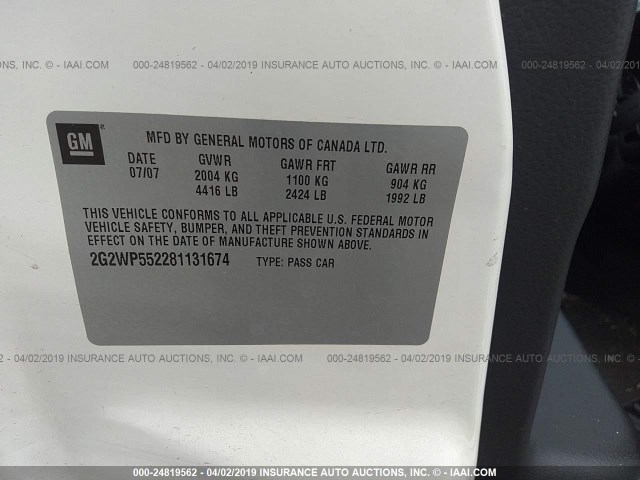 INC. - IAAI.COM
000-24819562 - 04/02/2019 INSURANCE AUTO AUCTIONS, INC. - IAAI.COM
000-24819562 - 04/02/2019
GM
®
MFD BY GENERAL MOTORS OF CANADA LTD.
DATE GVWR GAWR FRT GAWR RR
07/07 2004 KG 1100 KG 904 KG
4416 LB 2424 LB 1992 LB
THIS VEHICLE CONFORMS TO ALL APPLICABLE U.S. FEDERAL MOTOR
VEHICLE SAFETY, BUMPER, AND THEFT PREVENTION STANDARDS IN
EFFECT ON THE DATE OF MANUFACTURE SHOWN ABOVE.
2G2WP552281131674 TYPE: PASS CAR
04/02/2019 INSURANCE AUTO AUCTIONS, INC. - IAAI.COM
000-24819562 - 04/02/2019 INSURANCE AUTO AUCTIONS, INC.
000-24819562 - 04/02/2019 INSURANCE AUTO AUCTIONS, INC. - IAAI.COM